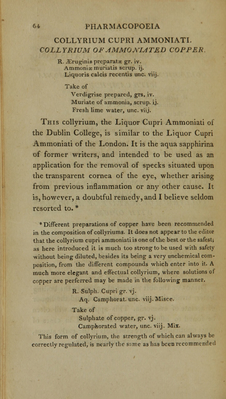 64 PHARMACOPOEIA
COLLYRIUM CUPRI AMMONIATI.
COLLYRIUM OF AMMONIATED COPPER.
R. Æruginis preparatæ gr. iv.
Ammoniæ muriatis scrup. ij.
Liquoris calcis recentis unc. viij.
Take of
Verdigrise prepared, grs. iv.
Muriate of ammonia, scrup. ij.
Fresh lime water, unc. viij.
THIS collyrium, the Liquor Cupri Ammoniati of
the Dublin College, is similar to the Liquor Cupri
Ammoniati of the London. It is the aqua sapphirina
of former writers, and intended to be used as an
application for the removal of specks situated upon
the transparent cornea of the eye, whether arising
from previous inflammation or any other cause. It
is, however, a doubtful remedy, and I believe seldom
resorted to. *
* Different preparations of copper have been recommended
in the composition of collyriums. It does not appear to the editor
that the collyrium cupri ammoniati is one of the best or the safest;
as here introduced it is much too strong to be used with safety
without being diluted, besides its being a very unchemical com-
position, from the different compounds which enter into it. A
much more elegant and effectual collyrium, where solutions of
copper are perferred may be made in the following manner.
R. Sulph. Cupri gr. vj.
Aq. Camphorat. unc. viij. Misce.
Take of
Sulphate of copper, gr. vj.
Camphorated water, unc. viij. Mix.
This form of collyrium, the strength of which can always be
correctly regulated, is nearly the same as has been recommended